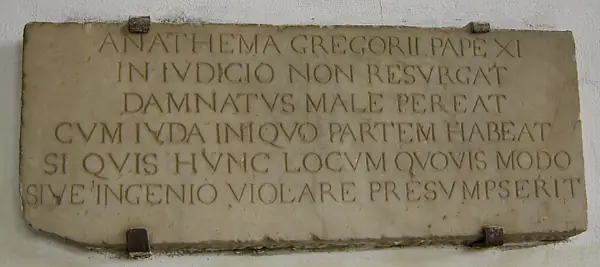 ANATHEMA GREGORII.PAPE XI
IN IVDICIO NON RESVRGAT
DAMNATVS MALE PEREAT
CVM IVDA INIQVO PARTEM HABEAT
SI QVIS HVNC LOCVM QVOVIS MODO
SIVE INGENIO VIOLARE PRESVMPSERIT